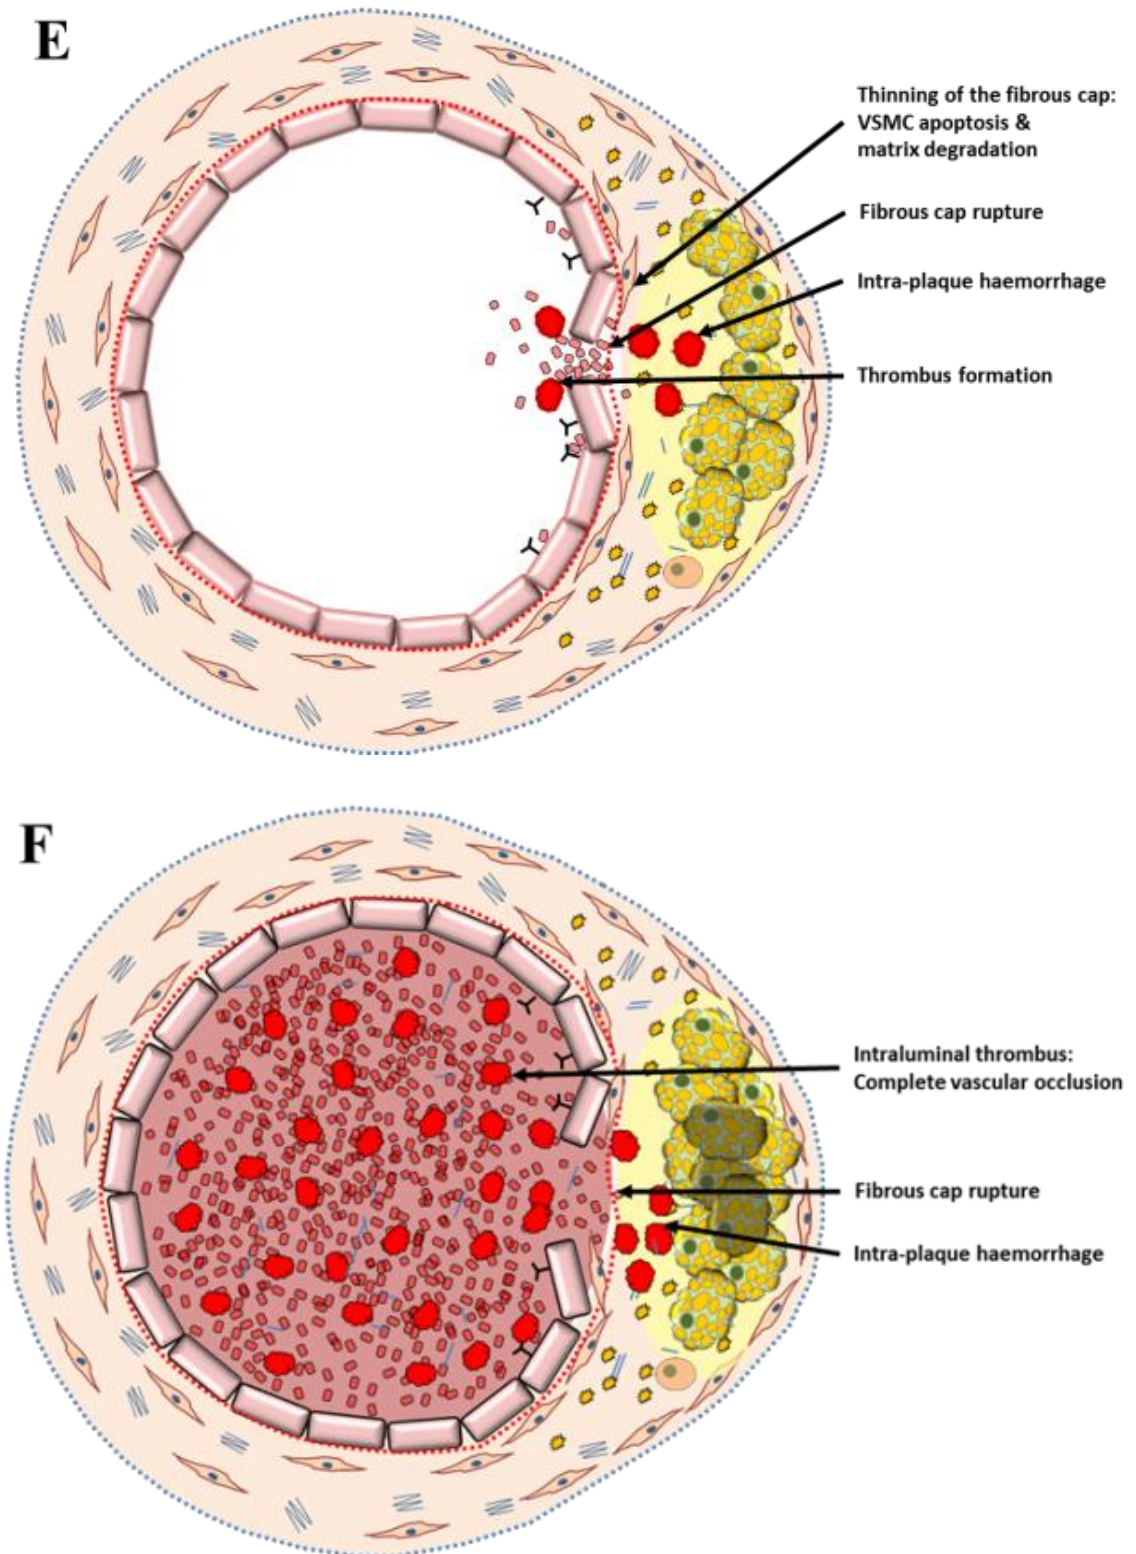 E
Thinning of the fibrous cap:
VSMC apoptosis &
matrix degradation
Fibrous cap rupture
Intra-plaque haemorrhage
Thrombus formation
F
Intraluminal thrombus:
Complete vascular occlusion
Fibrous cap rupture
Intra-plaque haemorrhage